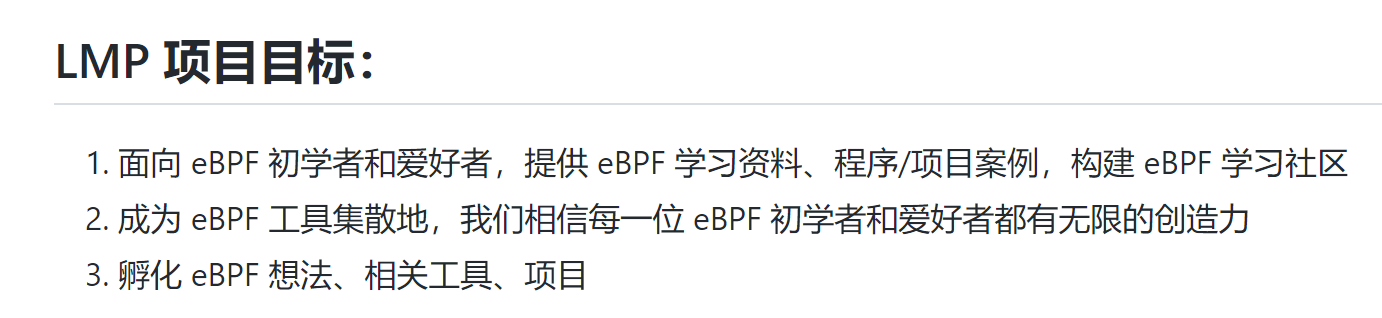 LMP 项目目标：
1. 面向 eBPF 初学者和爱好者，提供 eBPF 学习资料、程序/项目案例，构建 eBPF 学习社区
2. 成为 eBPF 工具集散地，我们相信每一位 eBPF 初学者和爱好者都有无限的创造力
3. 孵化 eBPF 想法、相关工具、项目